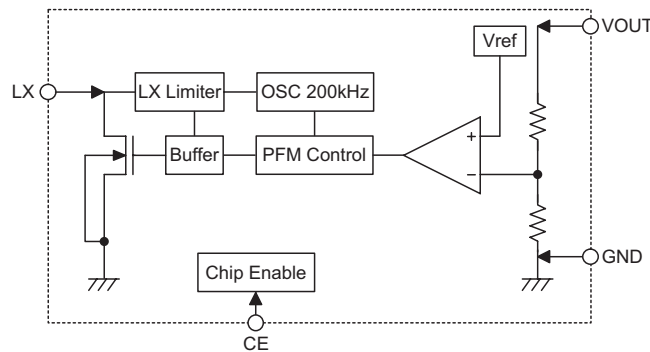 VOUT
Vref
LX
LX Limiter
OSC 200kHz
+
Buffer
PFM Control
−
GND
Chip Enable
CE